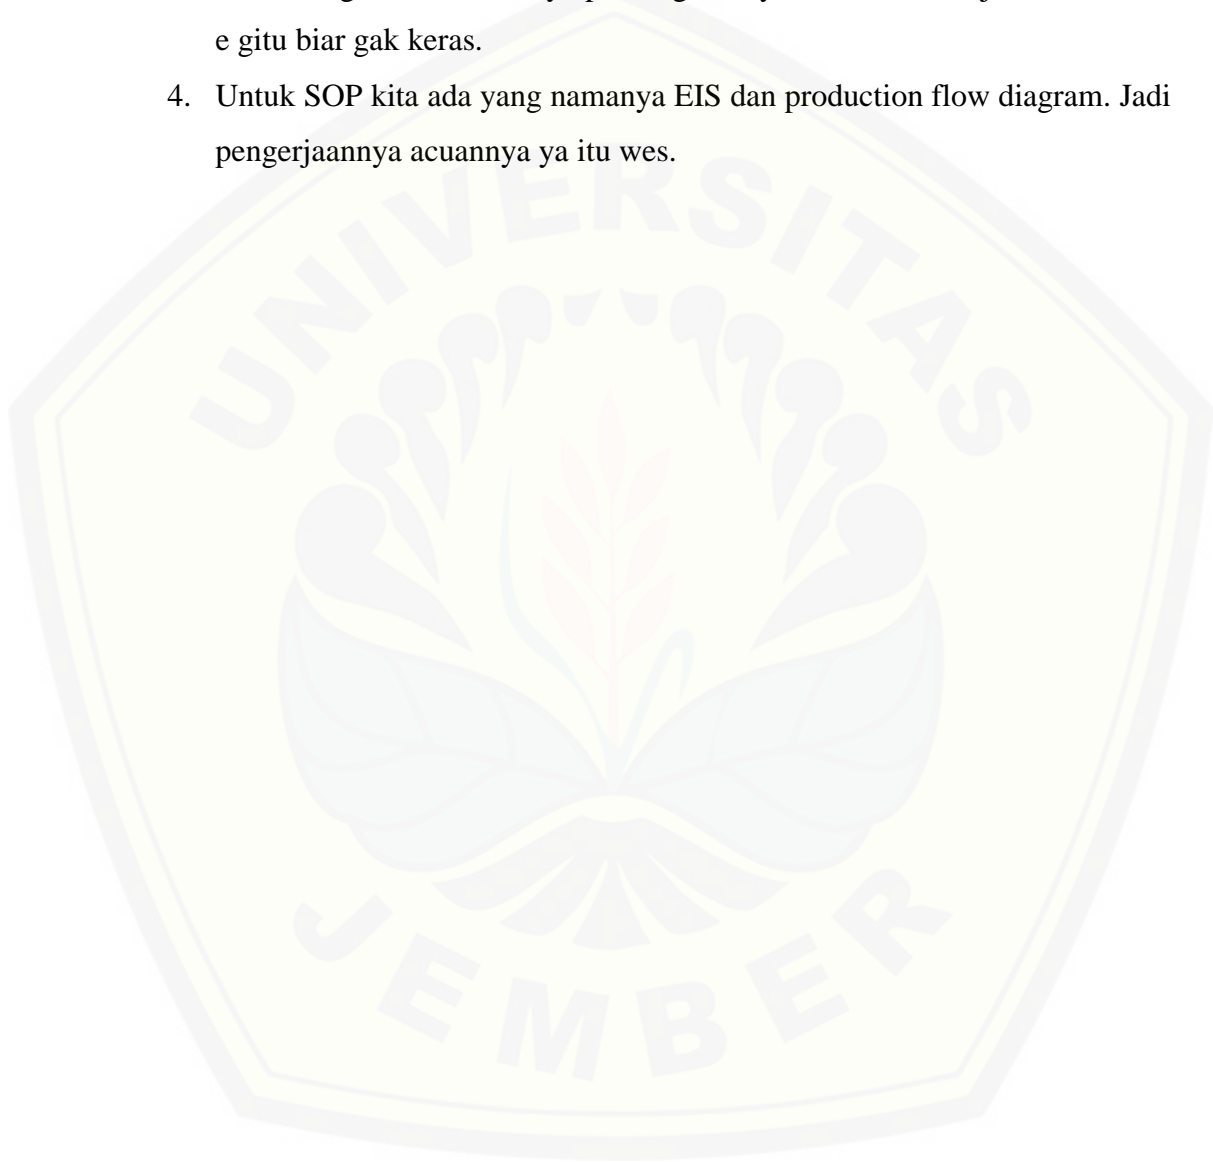 e gitu biar gak keras.
4. Untuk SOP kita ada yang namanya EIS dan production flow diagram. Jadi
pengerjaannya acuannya ya itu wes.
UNIVERSITAS
JEMBER